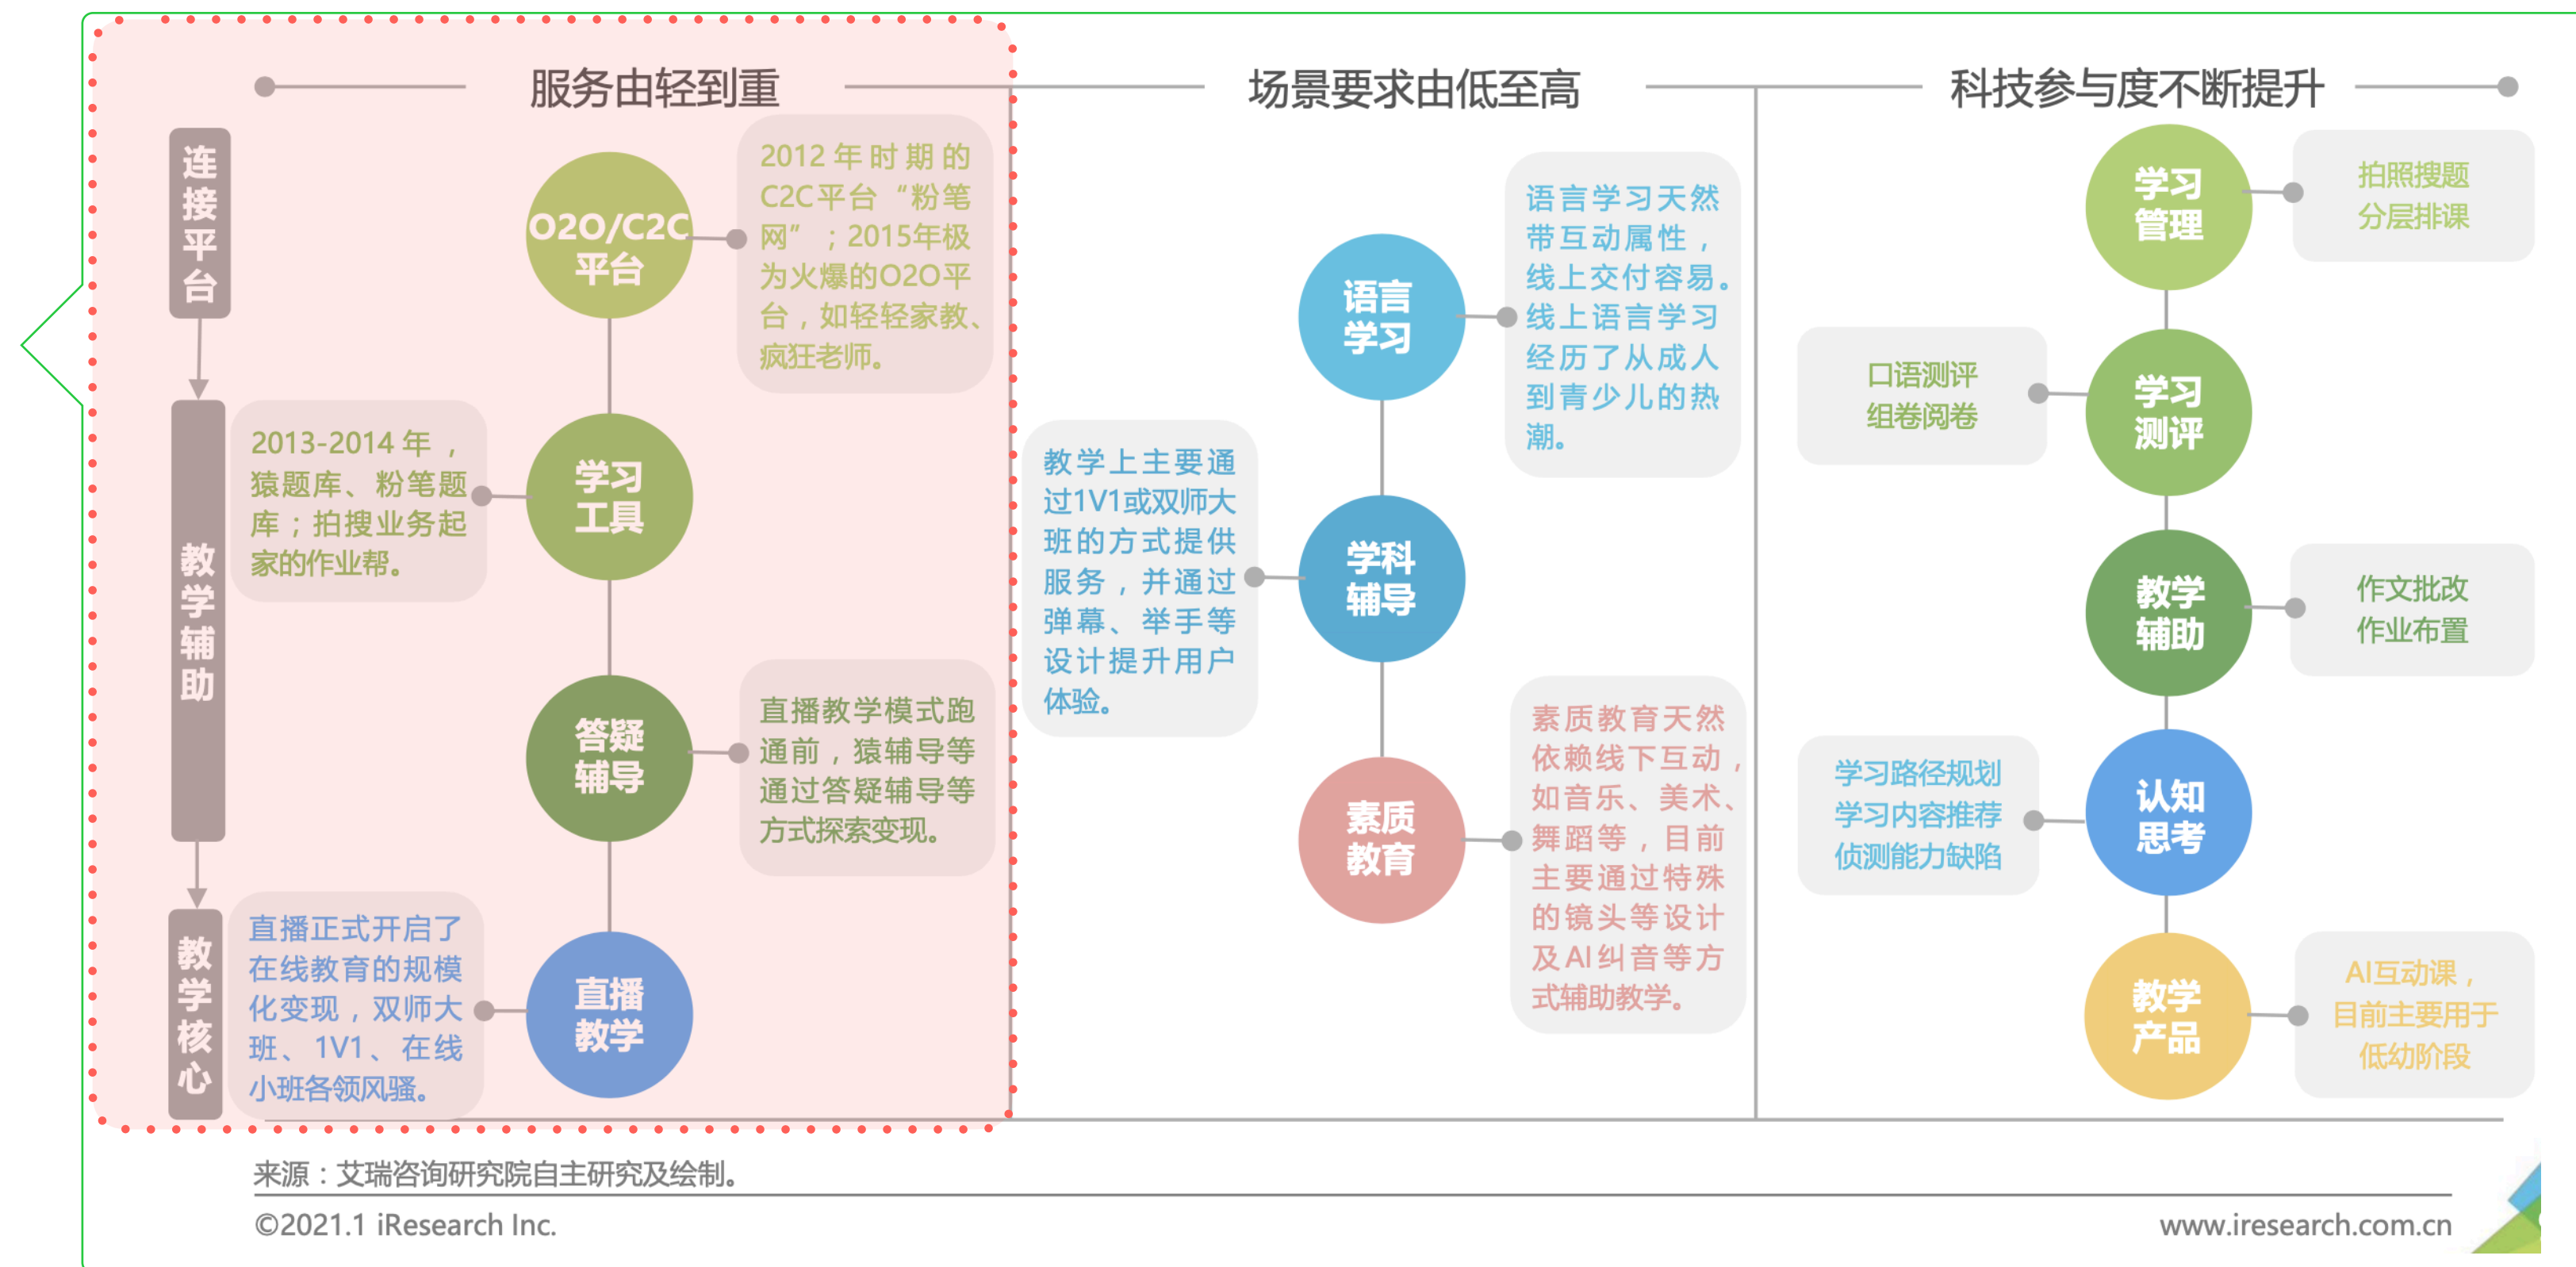 服务由轻到重
连
接
平
台
O2O/C2C
平台
2012年时期的
C2C平台“粉笔
网”；2015年极
为火爆的O2O平
台，如轻轻家教、
疯狂老师。
教
学
辅
助
2013-2014年，
猿题库、粉笔题
库；拍搜业务起
家的作业帮。
学习
工具
答疑
辅导
直播教学模式跑
通前，猿辅导等
通过答疑辅导等
方式探索变现。
教
学
核
心
直播正式开启了
在线教育的规模
化变现，双师大
班、1V1、在线
小班各领风骚。
直播
教学
场景要求由低至高
语言
学习
语言学习天然
带互动属性，
线上交付容易。
线上语言学习
经历了从成人
到青少儿的热
潮。
教学上主要通
过1V1或双师大
班的方式提供
服务，并通过
弹幕、举手等
设计提升用户
体验。
学科
辅导
素质
教育
素质教育天然
依赖线下互动，
如音乐、美术、
舞蹈等，目前
主要通过特殊
的镜头等设计
及AI纠音等方
式辅助教学。
科技参与度不断提升
学习
管理
拍照搜题
分层排课
口语测评
组卷阅卷
学习
测评
教学
辅助
作文批改
作业布置
学习路径规划
学习内容推荐
侦测能力缺陷
认知
思考
教学
产品
AI互动课，
目前主要用于
低幼阶段
来源：艾瑞咨询研究院自主研究及绘制。
©2021.1 iResearch Inc.
www.iresearch.com.cn